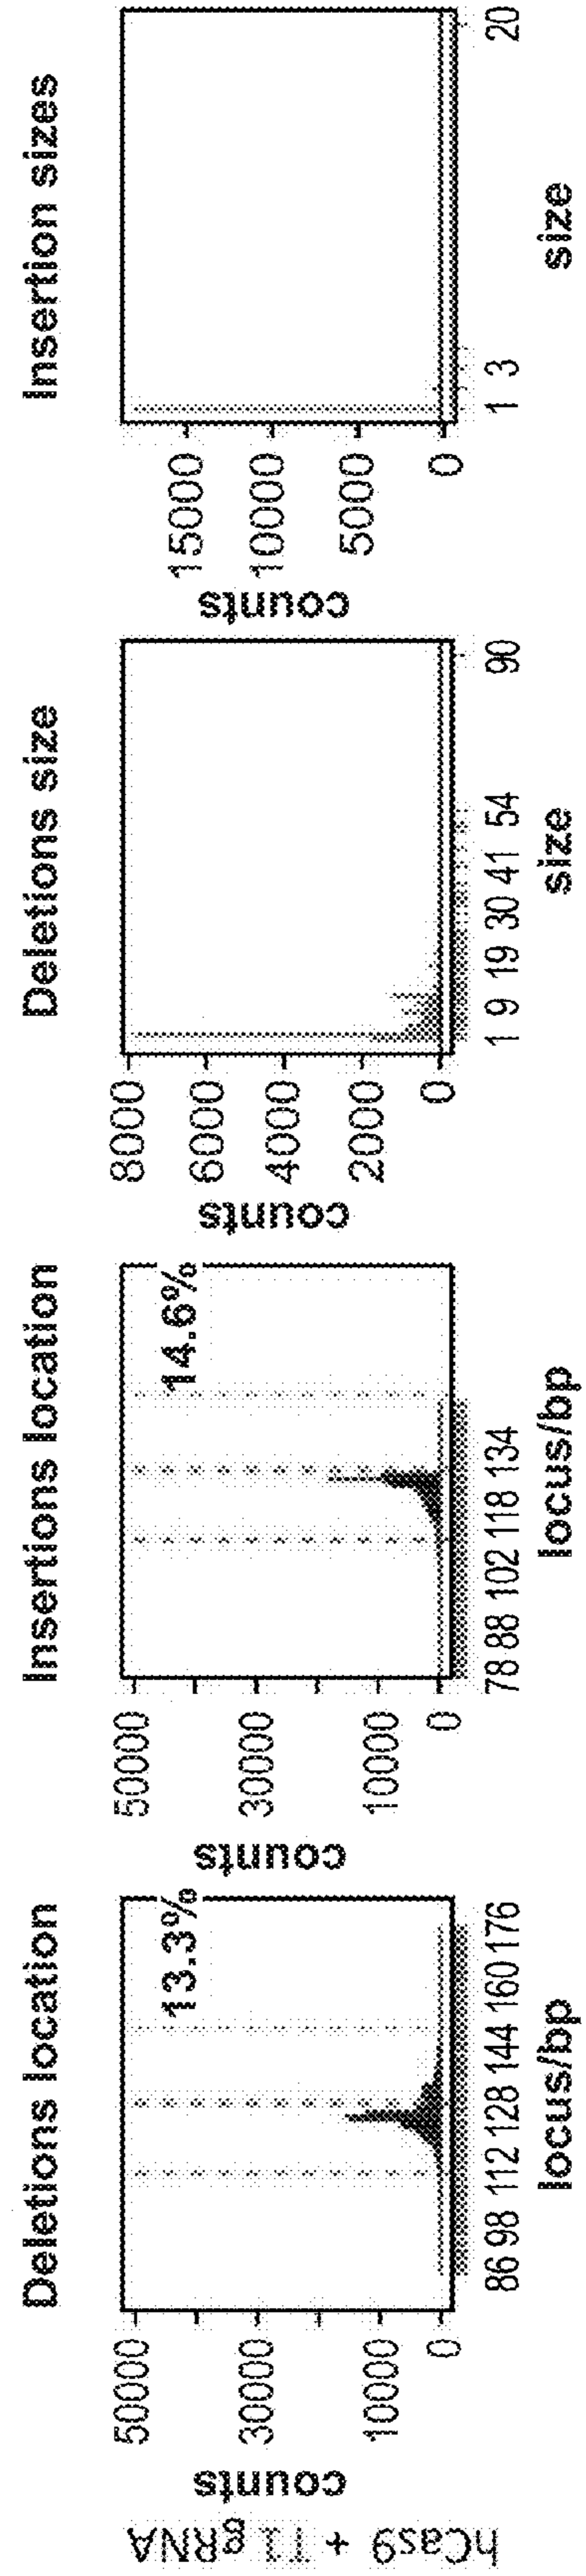 hCas9 + T1 gRNA
Deletions location
counts
50000
30000
10000
0
13.3%
86 98 112 128 144 160 176
locus/bp
Insertions location
counts
50000
30000
10000
0
14.6%
78 88 102 118 134
locus/bp
Deletions size
counts
8000
6000
4000
2000
0
1 9 19 30 41 54 90
size
Insertion sizes
counts
15000
10000
5000
0
1 3 20
size